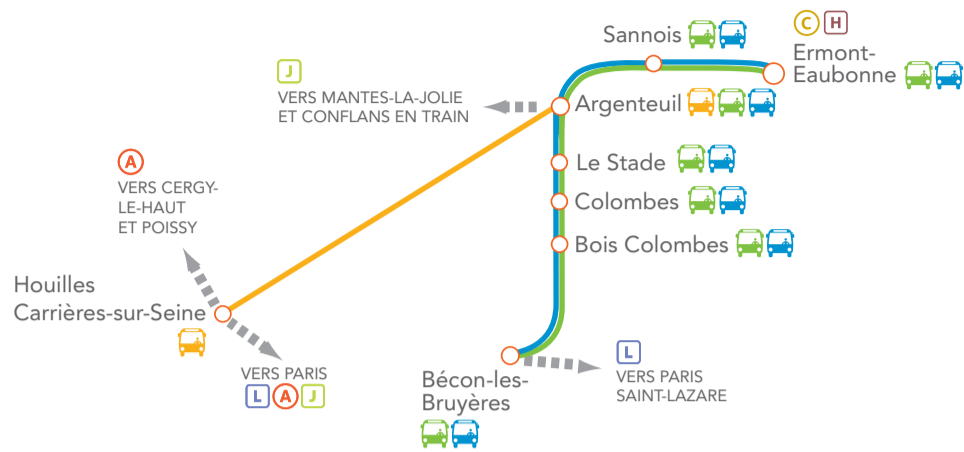 C H
Sannois
Ermont-
Eaubonne
J
VERS MANTES-LA-JOLIE
ET CONFLANS EN TRAIN
Argenteuil
A
VERS CERGY-
LE-HAUT
ET POISSY
Le Stade
Colombes
Bois Colombes
Houilles
Carrières-sur-Seine
VERS PARIS
L A J
L
VERS PARIS
SAINT-LAZARE
Bécon-les-
Bruyères